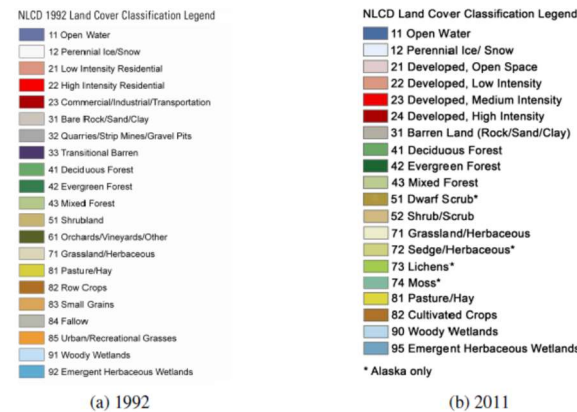 NLCD 1992 Land Cover Classification Legend
11 Open Water
12 Perennial Ice/Snow
21 Low Intensity Residential
22 High Intensity Residential
23 Commercial/Industrial/Transportation
31 Bare Rock/Sand/Clay
32 Quarries/Strip Mines/Gravel Pits
33 Transitional Barren
41 Deciduous Forest
42 Evergreen Forest
43 Mixed Forest
51 Shrubland
61 Orchards/Vineyards/Other
71 Grassland/Herbaceous
81 Pasture/Hay
82 Row Crops
83 Small Grains
84 Fallow
85 Urban/Recreational Grasses
91 Woody Wetlands
92 Emergent Herbaceous Wetlands
(a) 1992
NLCD Land Cover Classification Legend
11 Open Water
12 Perennial Ice/ Snow
21 Developed, Open Space
22 Developed, Low Intensity
23 Developed, Medium Intensity
24 Developed, High Intensity
31 Barren Land (Rock/Sand/Clay)
41 Deciduous Forest
42 Evergreen Forest
43 Mixed Forest
51 Dwarf Scrub*
52 Shrub/Scrub
71 Grassland/Herbaceous
72 Sedge/Herbaceous*
73 Lichens*
74 Moss*
81 Pasture/Hay
82 Cultivated Crops
90 Woody Wetlands
95 Emergent Herbaceous Wetlands
* Alaska only
(b) 2011